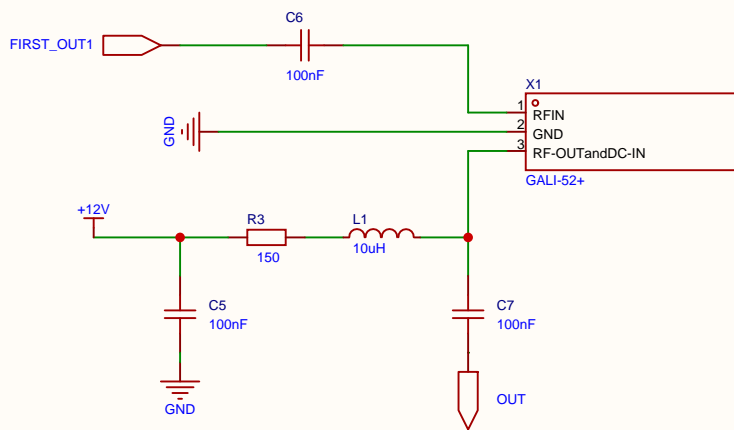 C6
FIRST_OUT1
100nF
X1
1
RFIN
GND
2
GND
3
RF-OUTandDC-IN
GALI-52+
+12V
R3
L1
150
10uH
C5
100nF
C7
100nF
GND
OUT